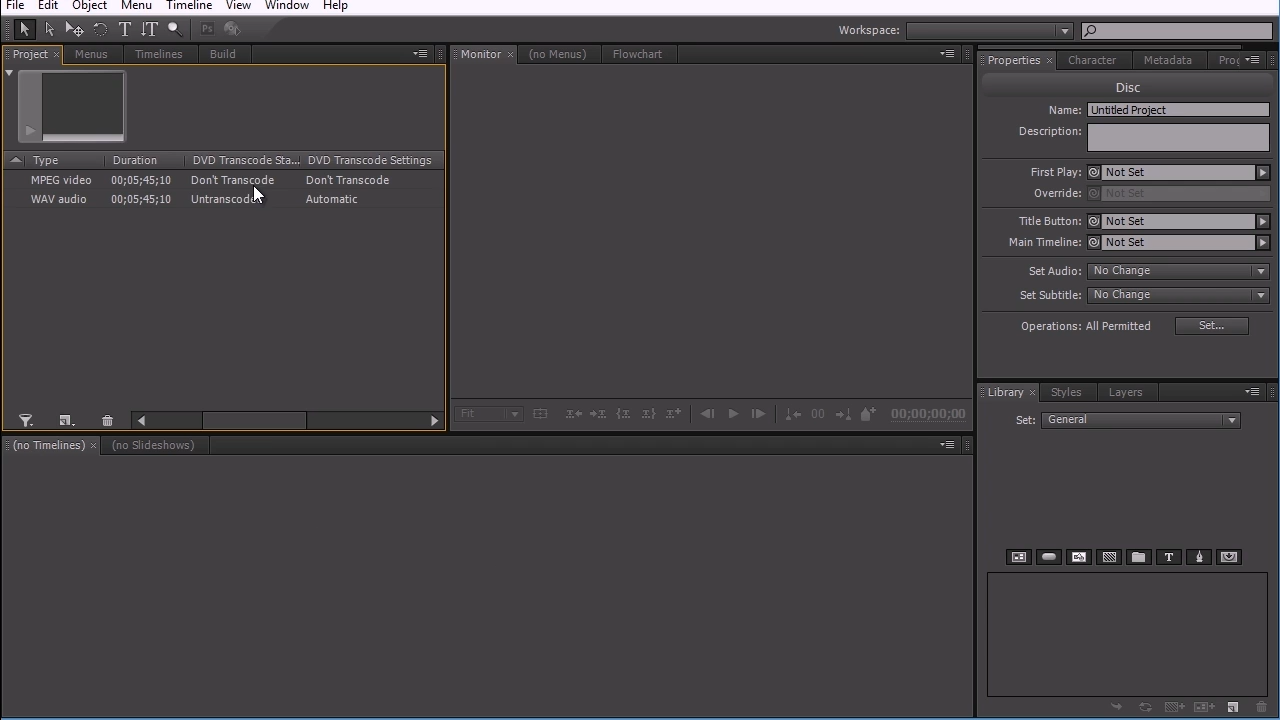 File Edit Object Menu Timeline View Window Help
T Ps Workspace:
Project Menus Timelines Build
Monitor (no Menus) Flowchart
Properties Character Metadata
Disc
Name: Untitled Project
Description:
First Play: Not Set
Override: Not Set
Title Button: Not Set
Main Timeline: Not Set
Set Audio: No Change
Set Subtitle: No Change
Operations: All Permitted Set...
Type Duration DVD Transcode Sta... DVD Transcode Settings
MPEG video 00;05;45;10 Don't Transcode Don't Transcode
WAV audio 00;05;45;10 Untranscoded Automatic
Fit 00 00;00;00;00
Library Styles Layers
Set: General
T
(no Timelines) (no Slideshows)